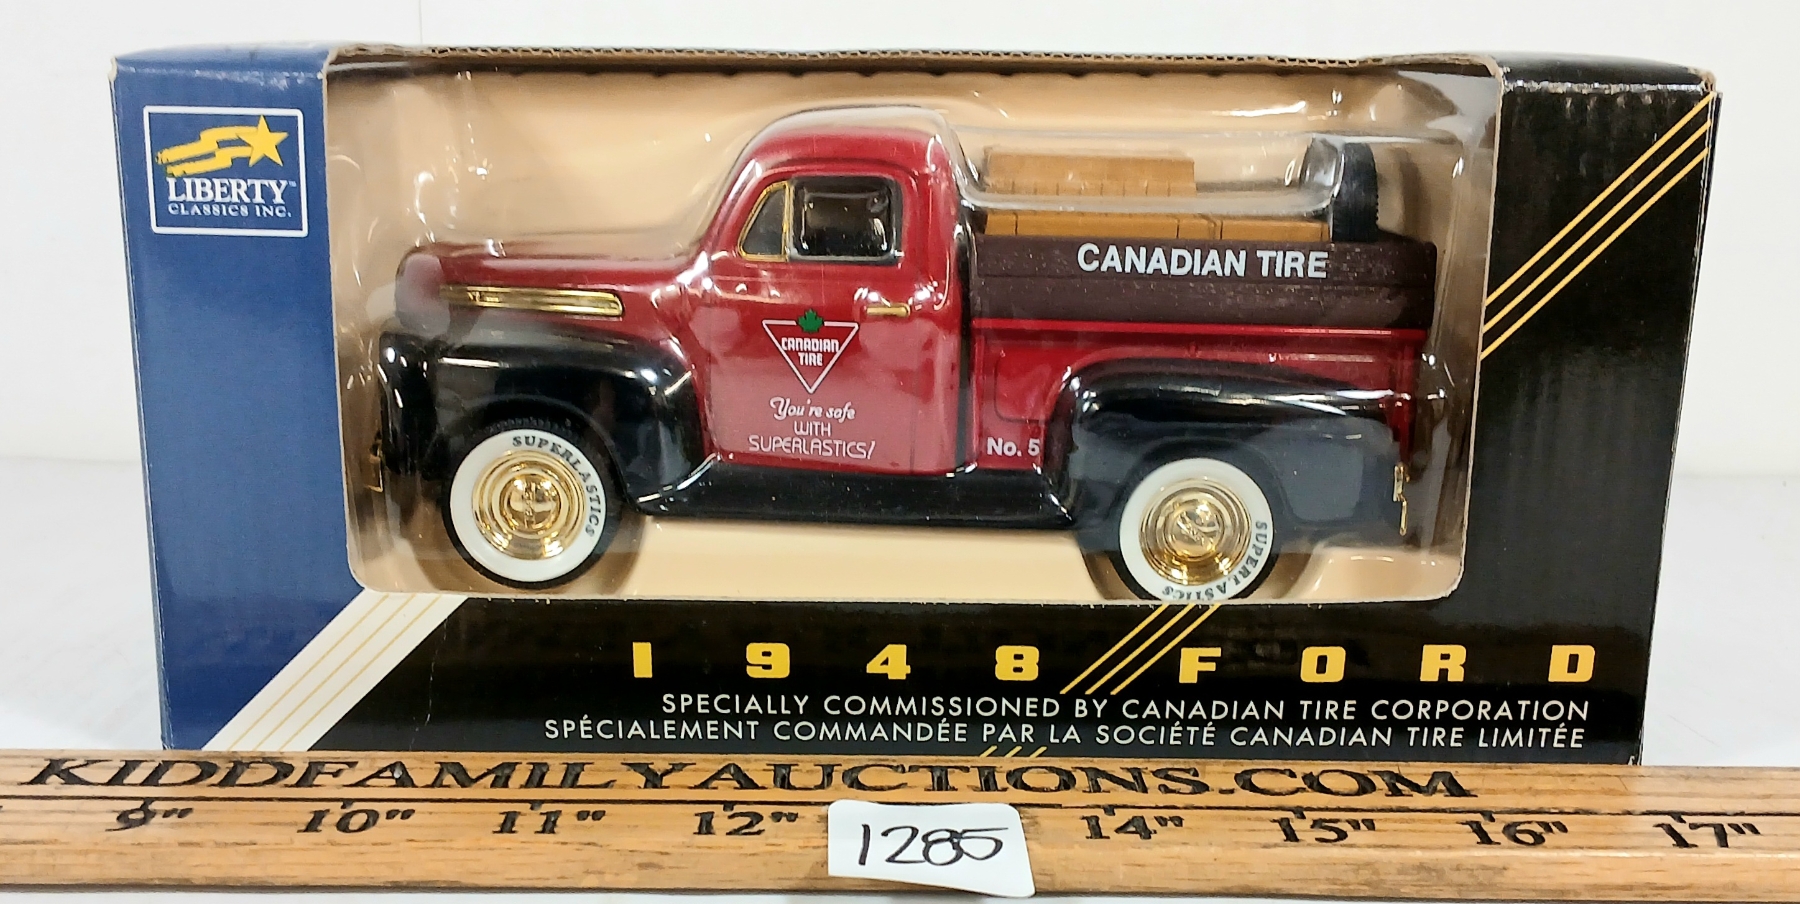 LIBERTY™
CLASSICS INC.
CANADIAN TIRE
CANADIAN
TIRE
You're safe
WITH
SUPERLASTICS!
No. 5
SUPERLASTICS
SUPERLASTICS
1948 FORD
SPECIALLY COMMISSIONED BY CANADIAN TIRE CORPORATION
SPÉCIALEMENT COMMANDÉE PAR LA SOCIÉTÉ CANADIAN TIRE LIMITÉE
KIDDFAMILYAUCTIONS.COM
9" 10" 11" 12" 14" 15" 16" 17"
1285